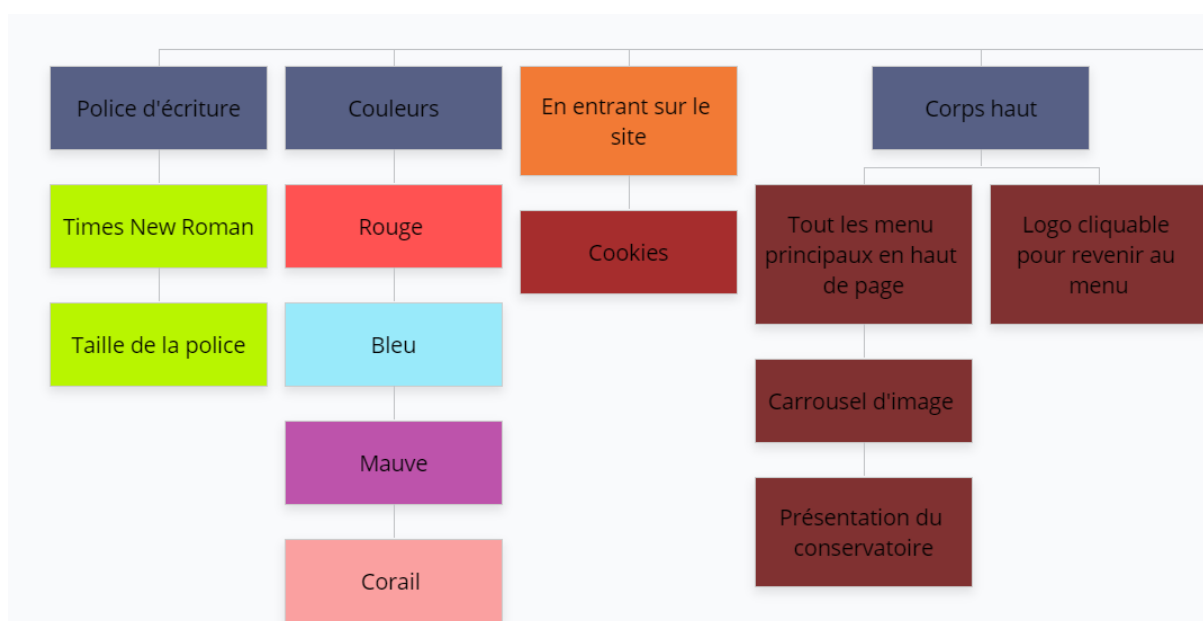 Police d'écriture
Couleurs
En entrant sur le
site
Corps haut
Times New Roman
Rouge
Cookies
Tout les menu
principaux en haut
de page
Logo cliquable
pour revenir au
menu
Taille de la police
Bleu
Carrousel d'image
Mauve
Présentation du
conservatoire
Corail